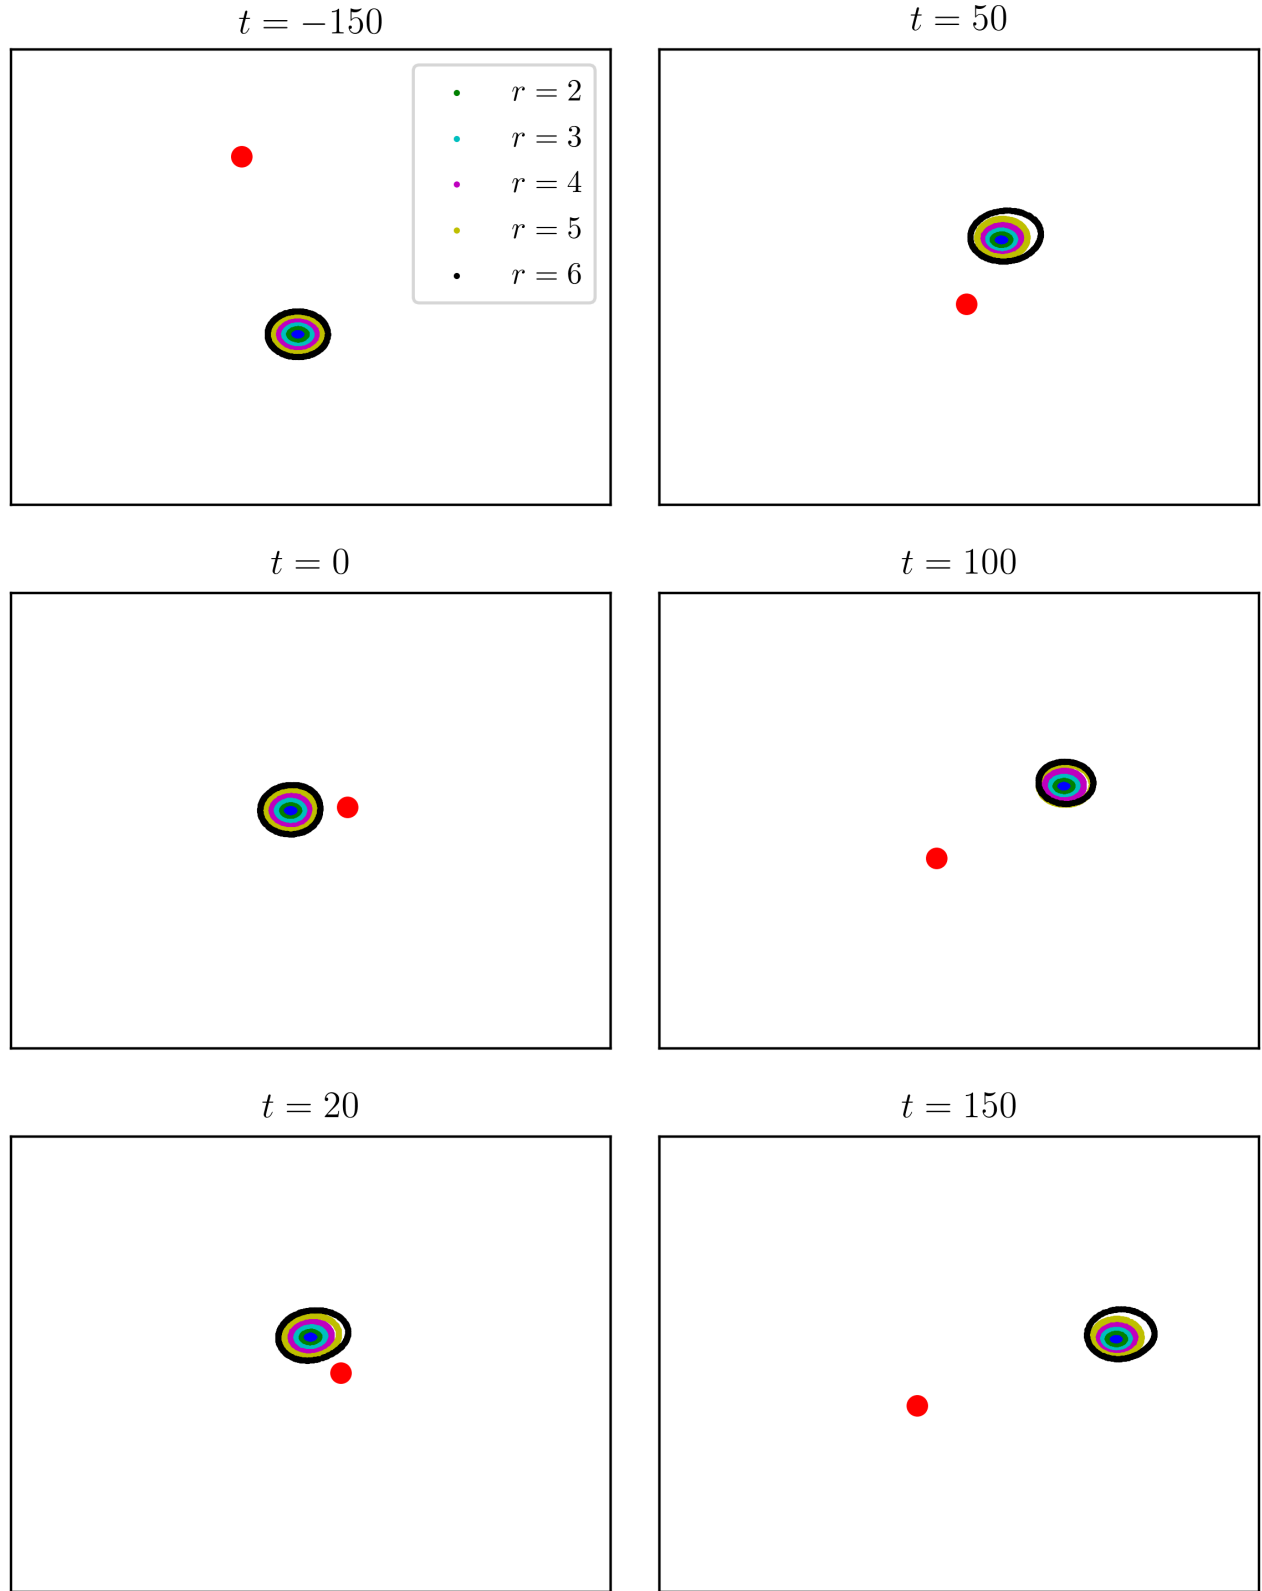 t = −150
r = 2
r = 3
r = 4
r = 5
r = 6
t = 50
t = 0
t = 100
t = 20
t = 150